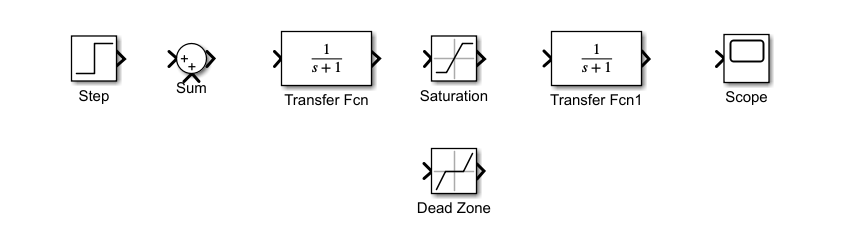 +
+
1
s + 1
1
s + 1
Step
Sum
Transfer Fcn
Saturation
Transfer Fcn1
Scope
Dead Zone